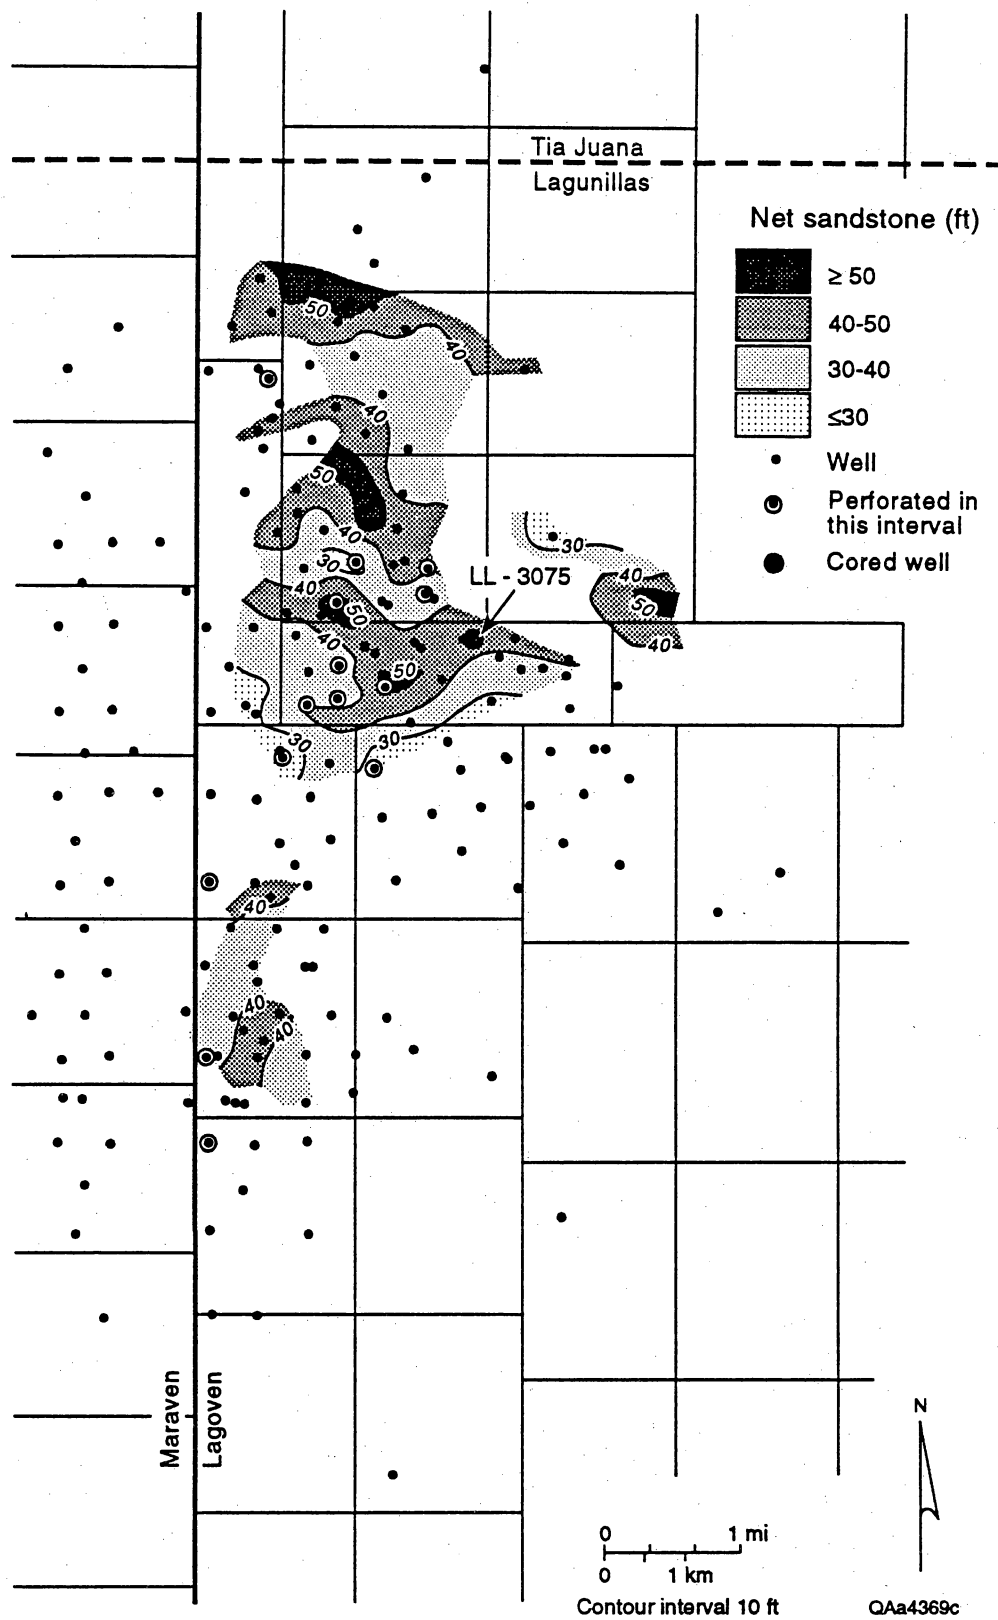 Tia Juana
Lagunillas
Net sandstone (ft)
≥ 50
40-50
30-40
≤30
Well
Perforated in
this interval
Cored well
50
40
40
50
40
30
40
50
40
50
LL - 3075
30
40
50
40
30
30
40
40
40
Maraven
Lagoven
N
0 1 mi
0 1 km
Contour interval 10 ft
QAa4369c